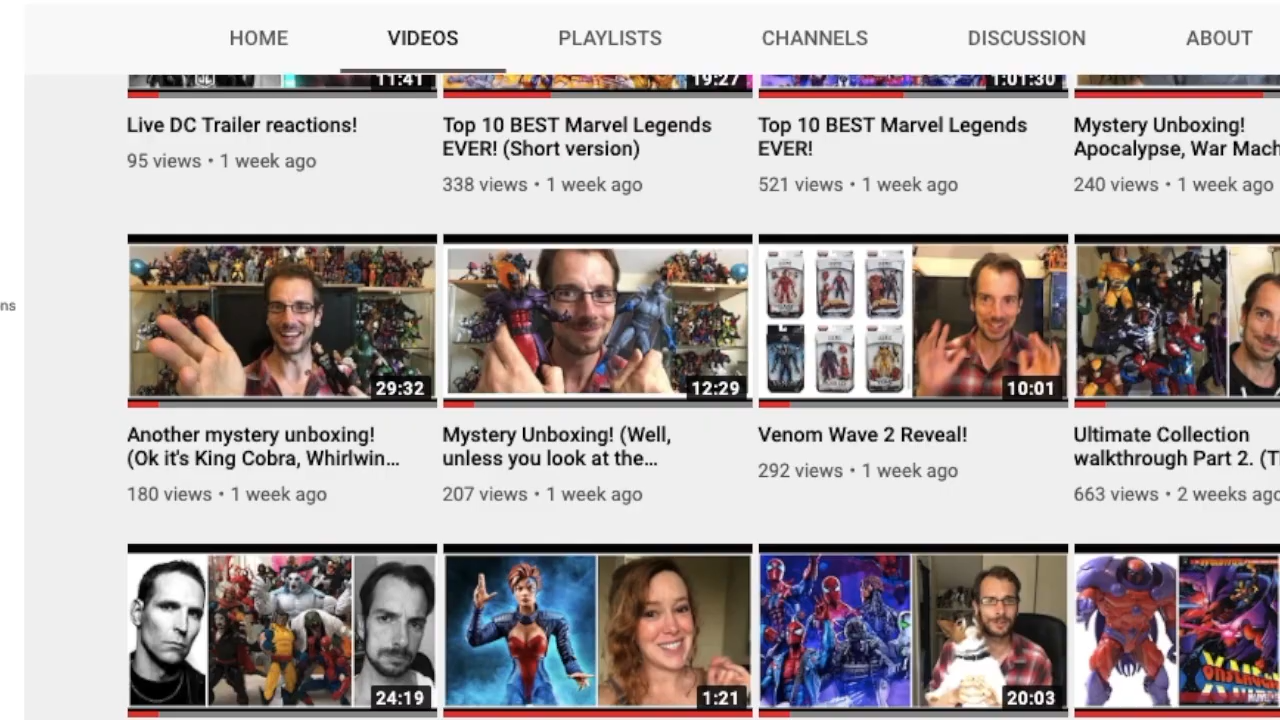 HOME VIDEOS PLAYLISTS CHANNELS DISCUSSION ABOUT
11:41 19:27 1:01:30
Live DC Trailer reactions!
95 views • 1 week ago
Top 10 BEST Marvel Legends
EVER! (Short version)
338 views • 1 week ago
Top 10 BEST Marvel Legends
EVER!
521 views • 1 week ago
Mystery Unboxing!
Apocalypse, War Mach
240 views • 1 week ago
ns
29:32 12:29 10:01
Another mystery unboxing!
(Ok it's King Cobra, Whirlwin...
180 views • 1 week ago
Mystery Unboxing! (Well,
unless you look at the...
207 views • 1 week ago
Venom Wave 2 Reveal!
292 views • 1 week ago
Ultimate Collection
walkthrough Part 2. (T
663 views • 2 weeks ago
24:19 1:21 20:03